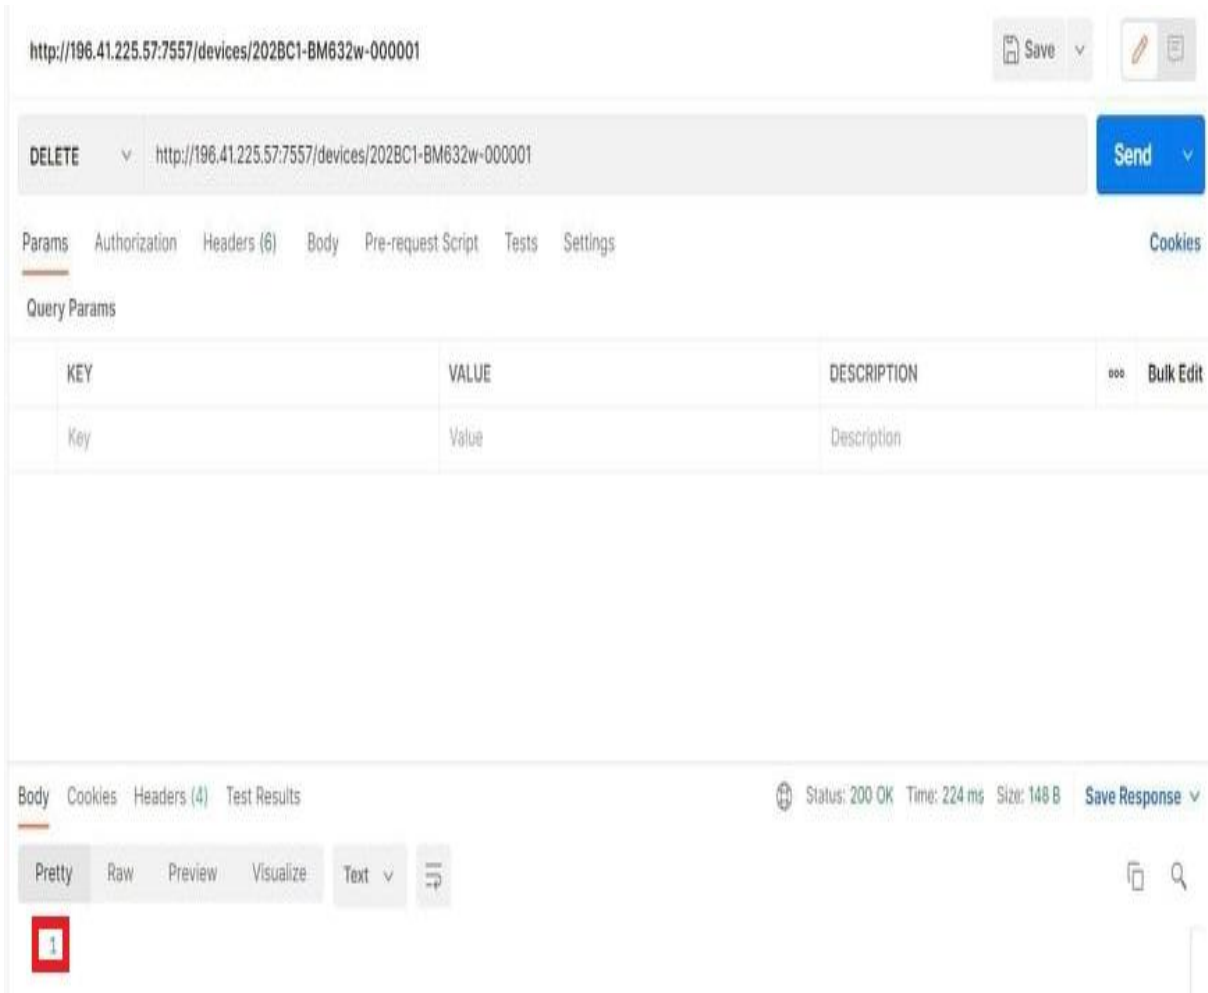 http://196.41.225.57:7557/devices/202BC1-BM632w-000001 Save
DELETE http://196.41.225.57:7557/devices/202BC1-BM632w-000001 Send
Params Authorization Headers (6) Body Pre-request Script Tests Settings Cookies
Query Params
KEY VALUE DESCRIPTION ooo Bulk Edit
Key Value Description
Body Cookies Headers (4) Test Results Status: 200 OK Time: 224 ms Size: 148 B Save Response
Pretty Raw Preview Visualize Text
1